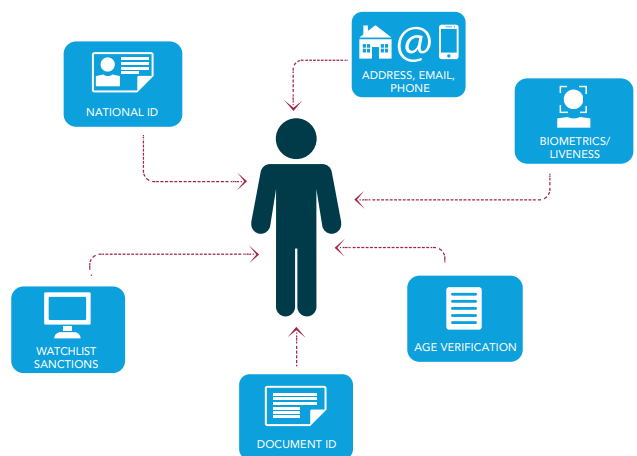 ADDRESS, EMAIL,
PHONE
NATIONAL ID
BIOMETRICS/
LIVENESS
WATCHLIST
SANCTIONS
AGE VERIFICATION
DOCUMENT ID